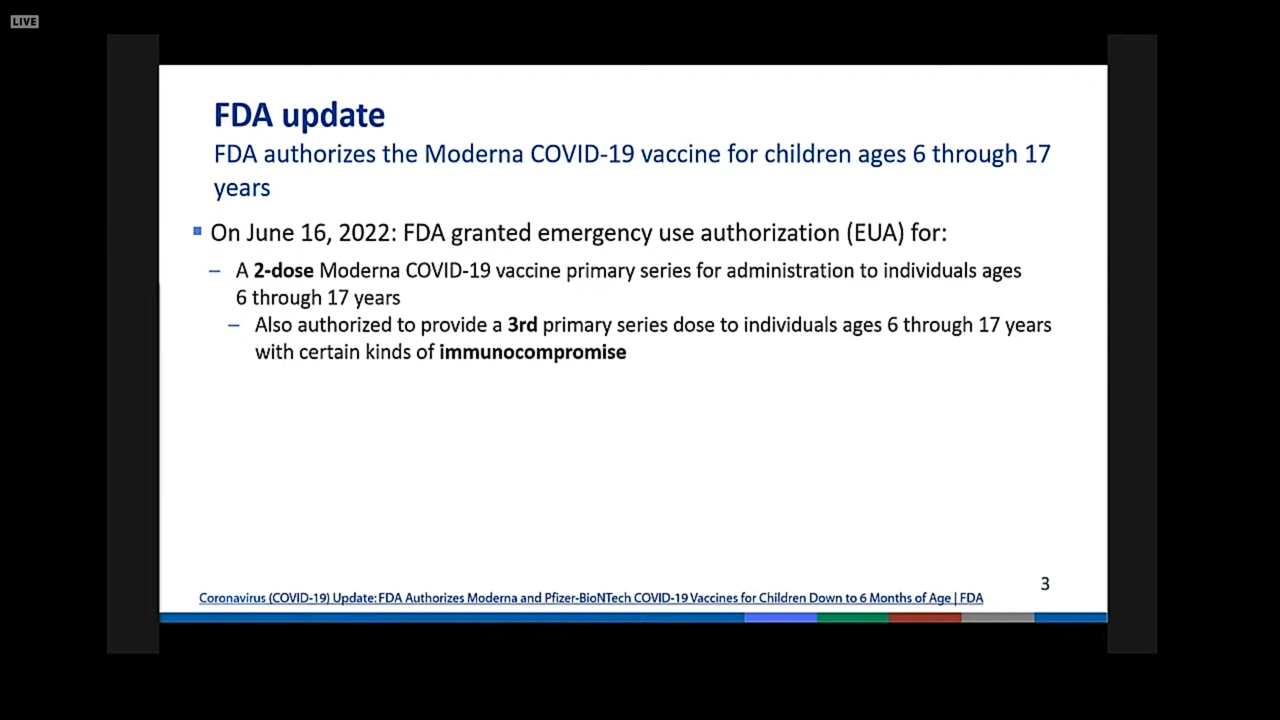 LIVE
FDA update
FDA authorizes the Moderna COVID-19 vaccine for children ages 6 through 17
years
On June 16, 2022: FDA granted emergency use authorization (EUA) for:
– A 2-dose Moderna COVID-19 vaccine primary series for administration to individuals ages
6 through 17 years
– Also authorized to provide a 3rd primary series dose to individuals ages 6 through 17 years
with certain kinds of immunocompromise
3
Coronavirus (COVID-19) Update: FDA Authorizes Moderna and Pfizer-BioNTech COVID-19 Vaccines for Children Down to 6 Months of Age | FDA